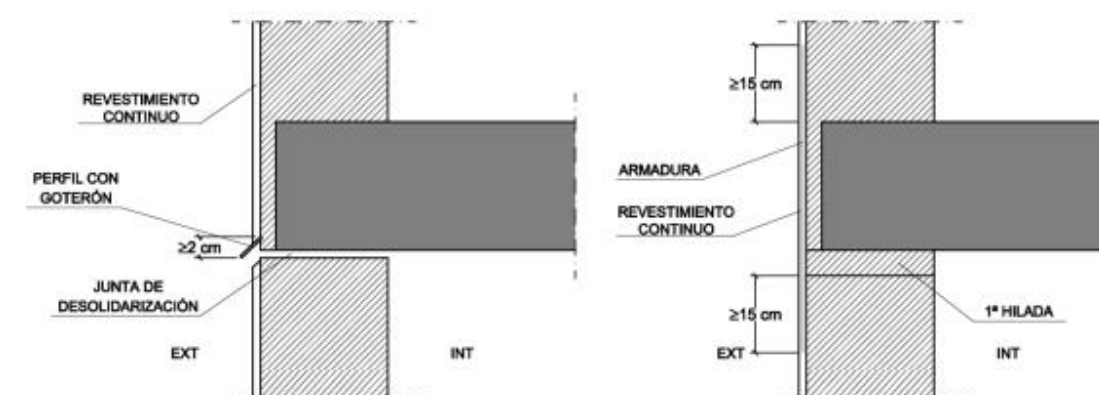 REVESTIMIENTO
CONTINUO
PERFIL CON
GOTERÓN
≥2 cm
JUNTA DE
DESOLIDARIZACIÓN
EXT
INT
≥15 cm
ARMADURA
REVESTIMIENTO
CONTINUO
≥15 cm
1ª HILADA
EXT
INT